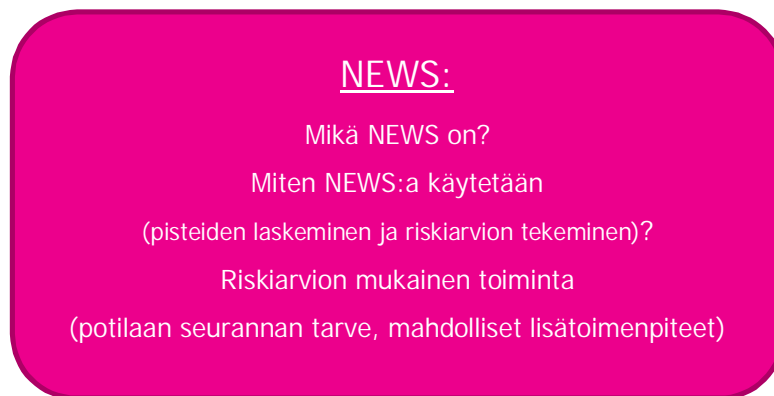 NEWS:
Mikä NEWS on?
Miten NEWS:a käytetään
(pisteiden laskeminen ja riskiarvion tekeminen)?
Riskiarvion mukainen toiminta
(potilaan seurannan tarve, mahdolliset lisätoimenpiteet)